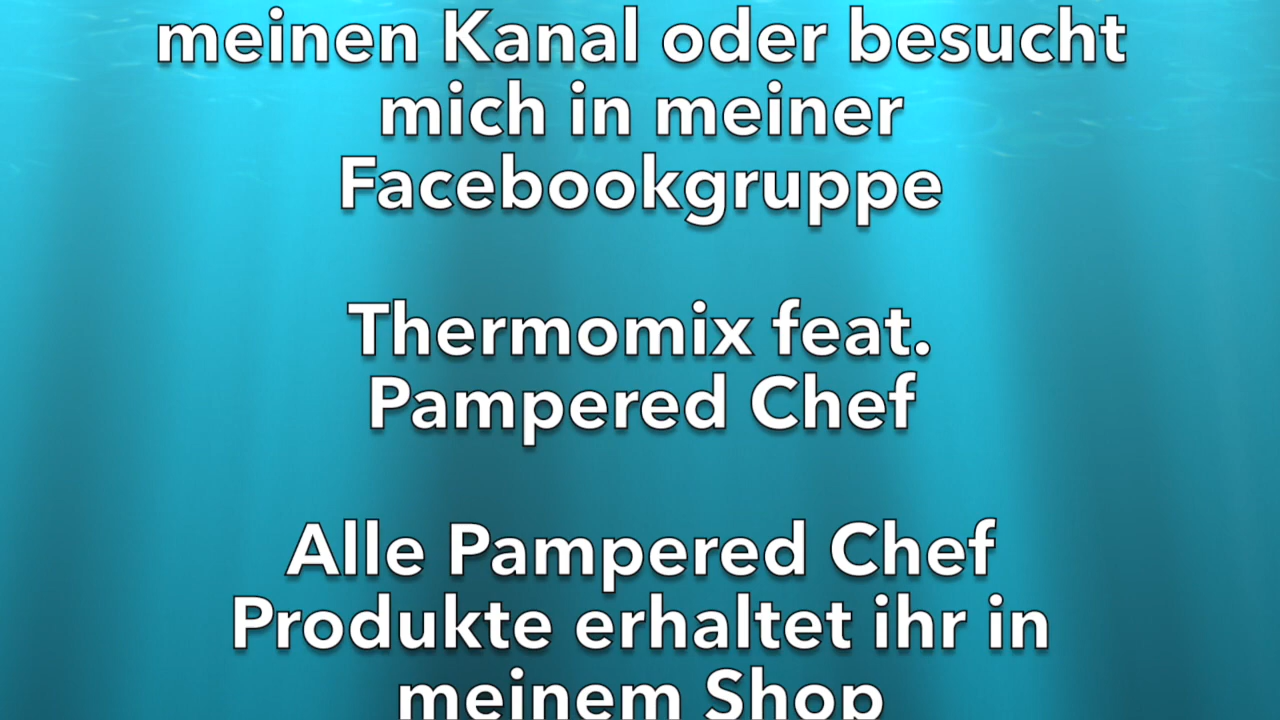 meinen Kanal oder besucht
mich in meiner
Facebookgruppe
Thermomix feat.
Pampered Chef
Alle Pampered Chef
Produkte erhaltet ihr in
meinem Shop